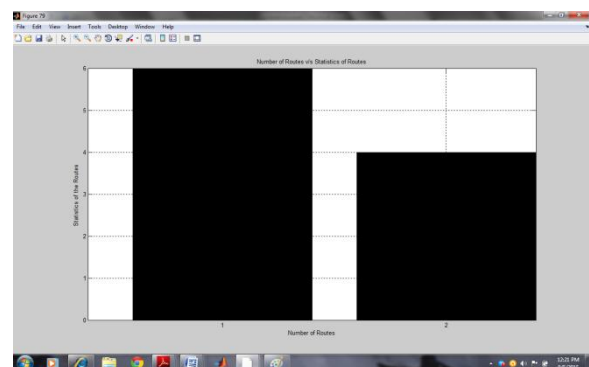 Figure 79
File Edit View Insert Tools Desktop Window Help
Number of Routes v/s Statistics of Routes
6
5
4
3
2
1
0
Statistics of the Routes
1 2
Number of Routes
12:21 PM